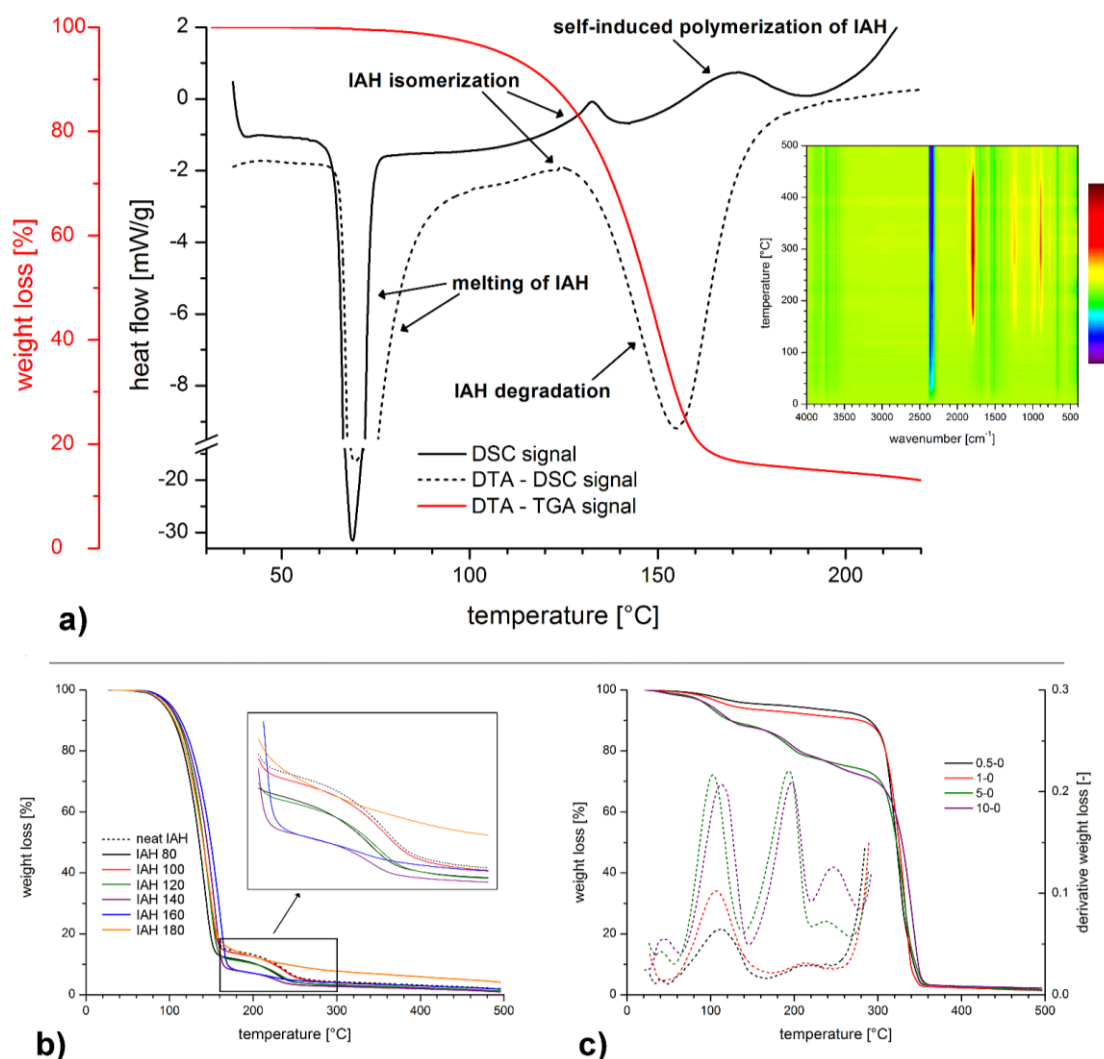 self-induced polymerization of IAH
IAH isomerization
melting of IAH
IAH degradation
DSC signal
DTA - DSC signal
DTA - TGA signal
weight loss [%]
100
80
60
40
20
0
heat flow [mW/g]
2
0
-2
-4
-6
-8
-20
-30
50
100
150
200
temperature [°C]
temperature [°C]
500
400
300
200
100
0
4000
3500
3000
2500
2000
1500
1000
500
wavenumber [cm-1]
a)
weight loss [%]
100
80
60
40
20
0
neat IAH
IAH 80
IAH 100
IAH 120
IAH 140
IAH 160
IAH 180
0
100
200
300
400
500
temperature [°C]
b)
weight loss [%]
100
80
60
40
20
0
0.5-0
1-0
5-0
10-0
0.3
0.2
0.1
0.0
derivative weight loss [-]
0
100
200
300
400
500
temperature [°C]
c)